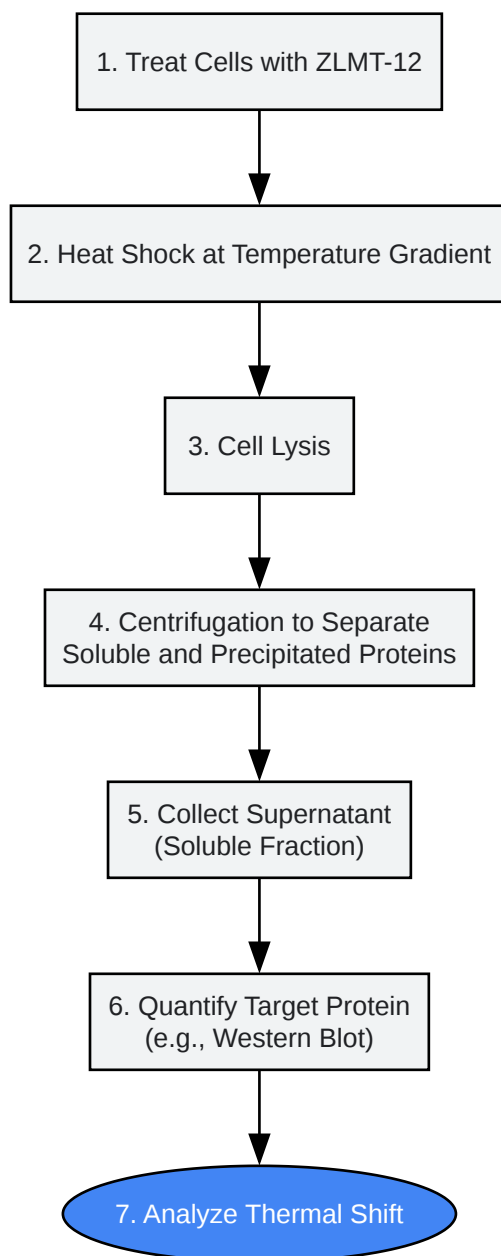 1. Treat Cells with ZLMT-12
2. Heat Shock at Temperature Gradient
3. Cell Lysis
4. Centrifugation to Separate
Soluble and Precipitated Proteins
5. Collect Supernatant
(Soluble Fraction)
6. Quantify Target Protein
(e.g., Western Blot)
7. Analyze Thermal Shift